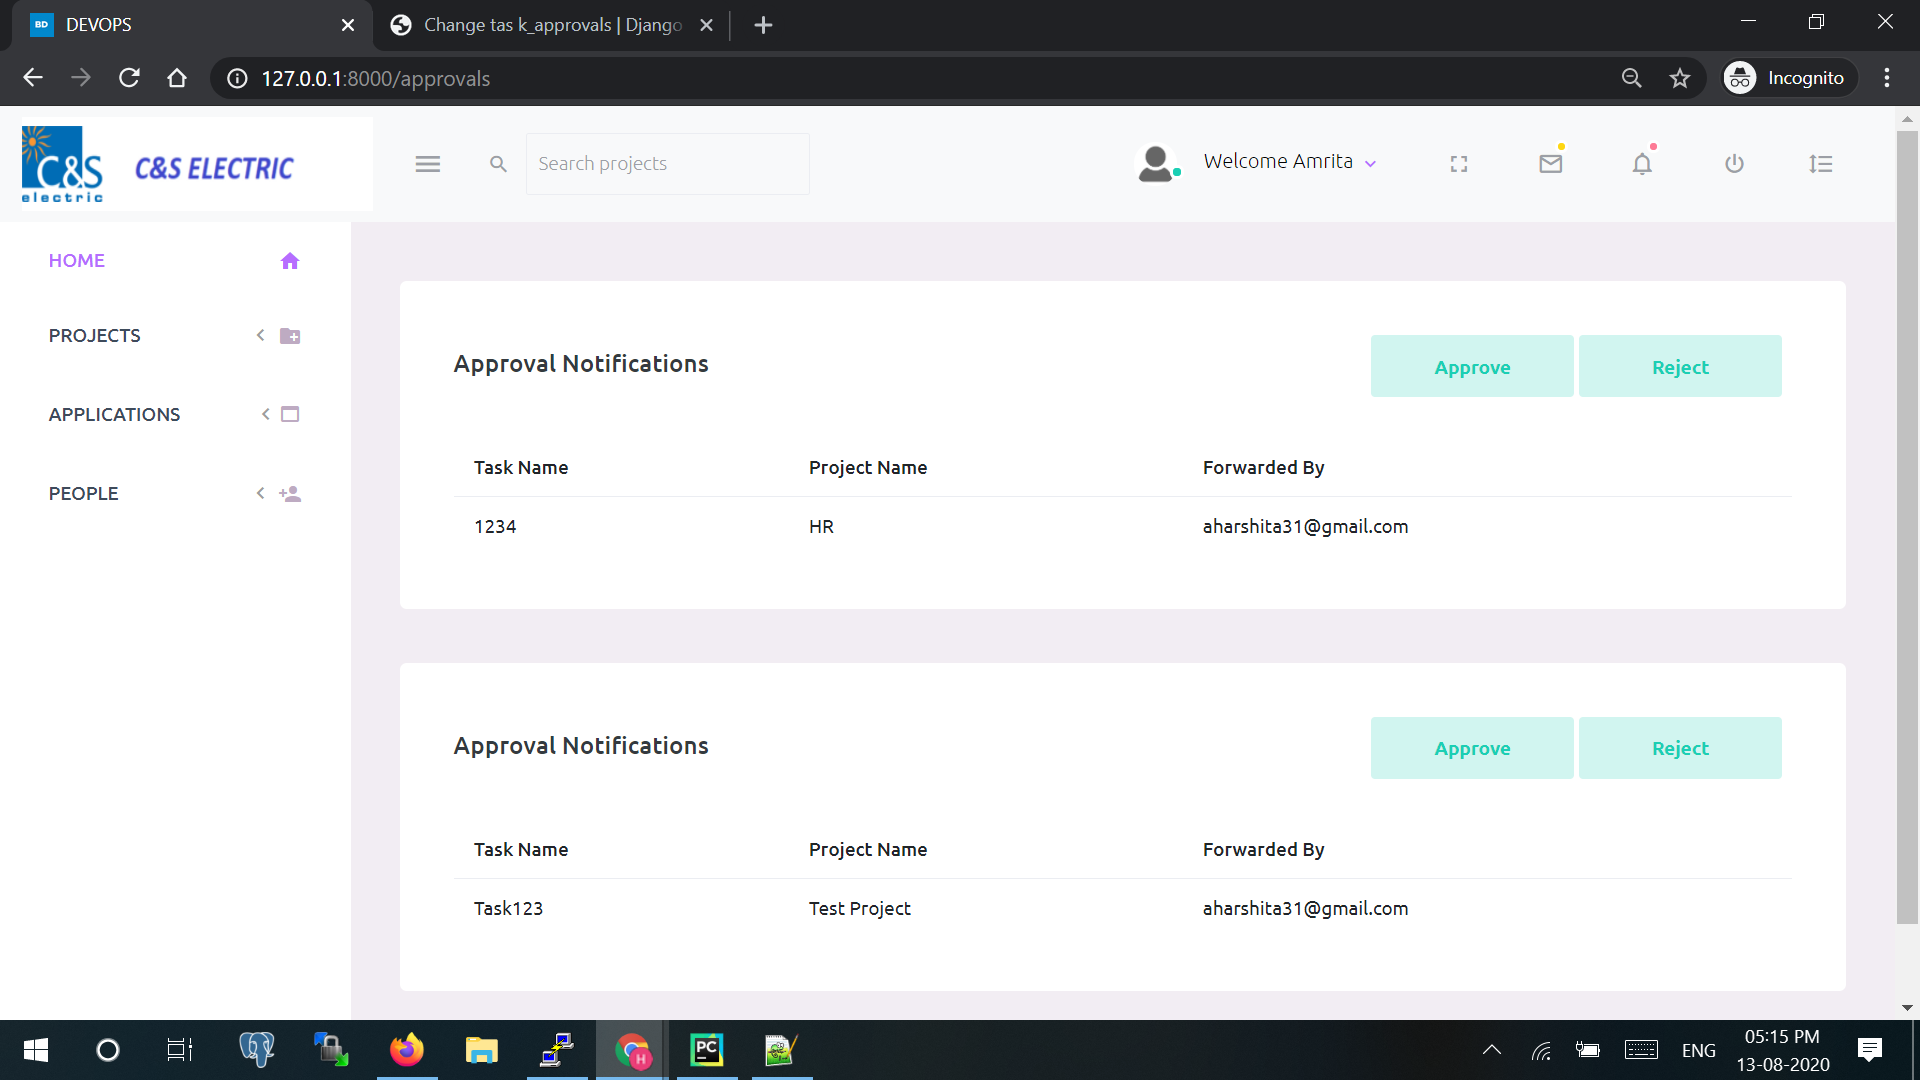 BD DEVOPS
Change tas k_approvals | Django
127.0.0.1:8000/approvals
Incognito
C&S
electric
C&S ELECTRIC
Search projects
Welcome Amrita
HOME
PROJECTS
APPLICATIONS
PEOPLE
Approval Notifications
Approve
Reject
Task Name Project Name Forwarded By
1234 HR aharshita31@gmail.com
Approval Notifications
Approve
Reject
Task Name Project Name Forwarded By
Task123 Test Project aharshita31@gmail.com
H
PC
ENG
05:15 PM
13-08-2020